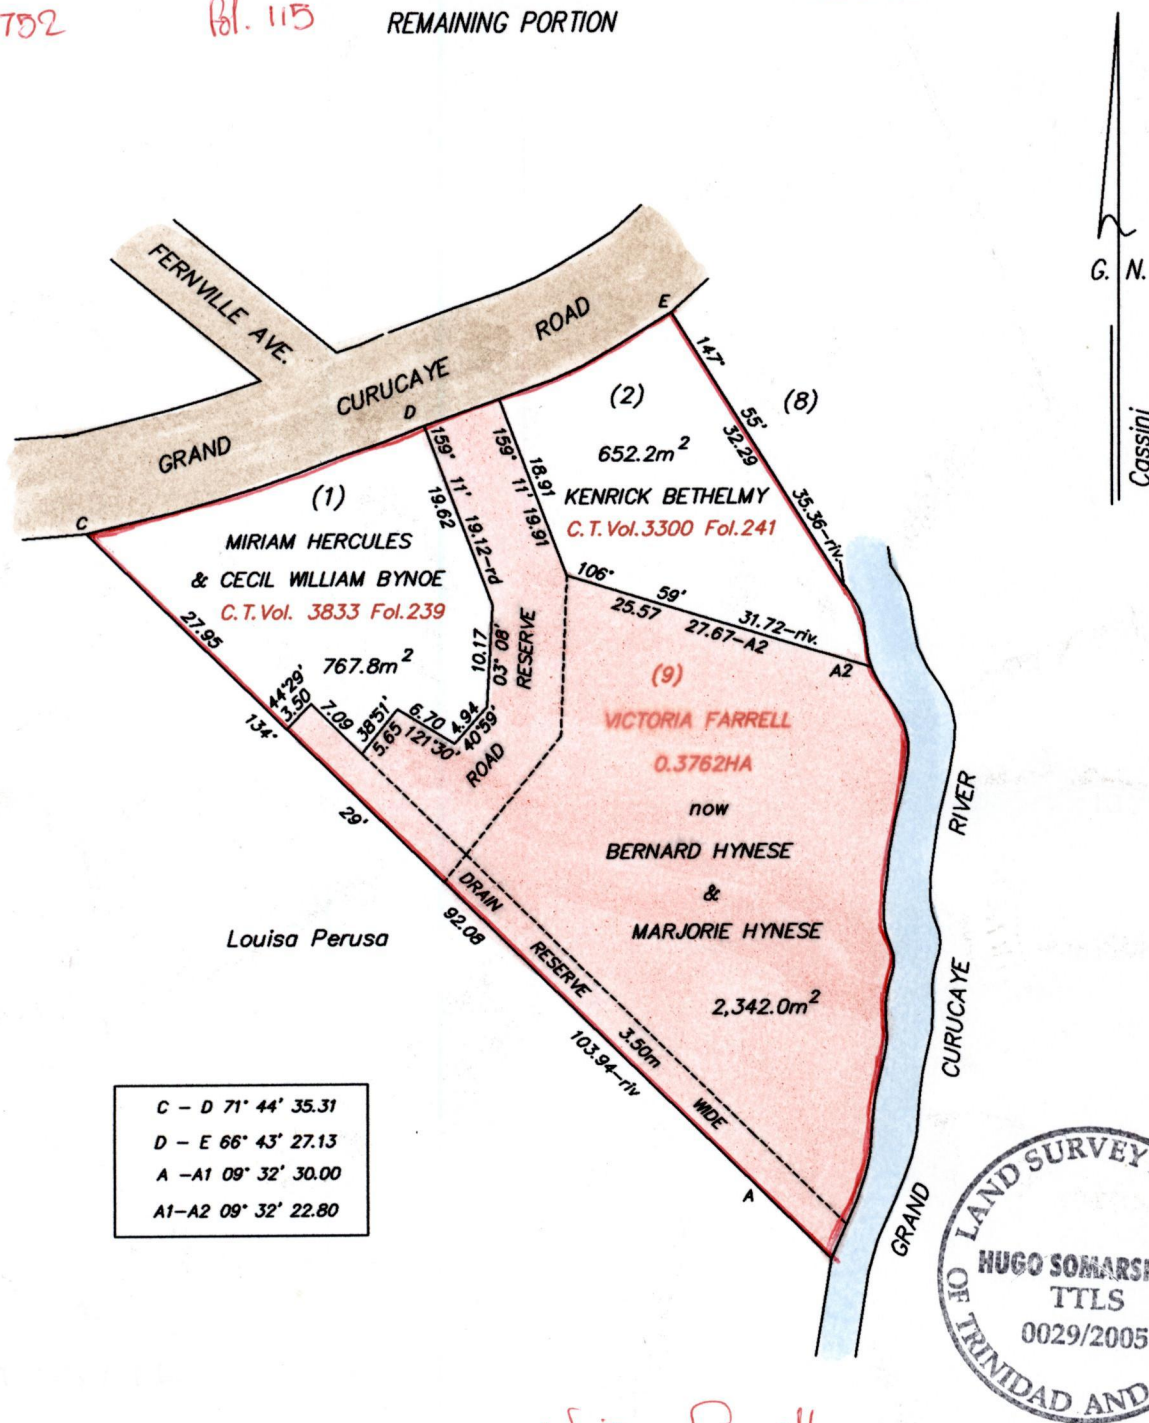 752
Fol. 115
REMAINING PORTION
G. N.
Cassini
FERNVILLE AVE.
GRAND CURUCAYE ROAD
E
D
C
147°
55'
32.29
35.36-riv.
(8)
(2)
652.2m²
KENRICK BETHELMY
C.T.Vol.3300 Fol.241
159° 11'
18.91
19.91
159° 11'
19.62
19.12-rd
(1)
MIRIAM HERCULES
& CECIL WILLIAM BYNOE
C.T.Vol. 3833 Fol.239
767.8m²
106° 59'
25.57
27.67-A2
31.72-riv.
A2
10.17
03° 08'
ROAD RESERVE
27.95
44°29'
3.50
7.09
38°51'
5.65
6.70
121°30'
4.94
40°59'
134° 29'
92.08
103.94-riv
A
(9)
VICTORIA FARRELL
0.3762HA
now
BERNARD HYNESE
&
MARJORIE HYNESE
2,342.0m²
DRAIN RESERVE 3.50m WIDE
Louisa Perusa
GRAND CURUCAYE RIVER
C - D 71° 44' 35.31
D - E 66° 43' 27.13
A -A1 09° 32' 30.00
A1-A2 09° 32' 22.80
LAND SURVEY
OF TRINIDAD AND
HUGO SOMARS
TTLS
0029/2005